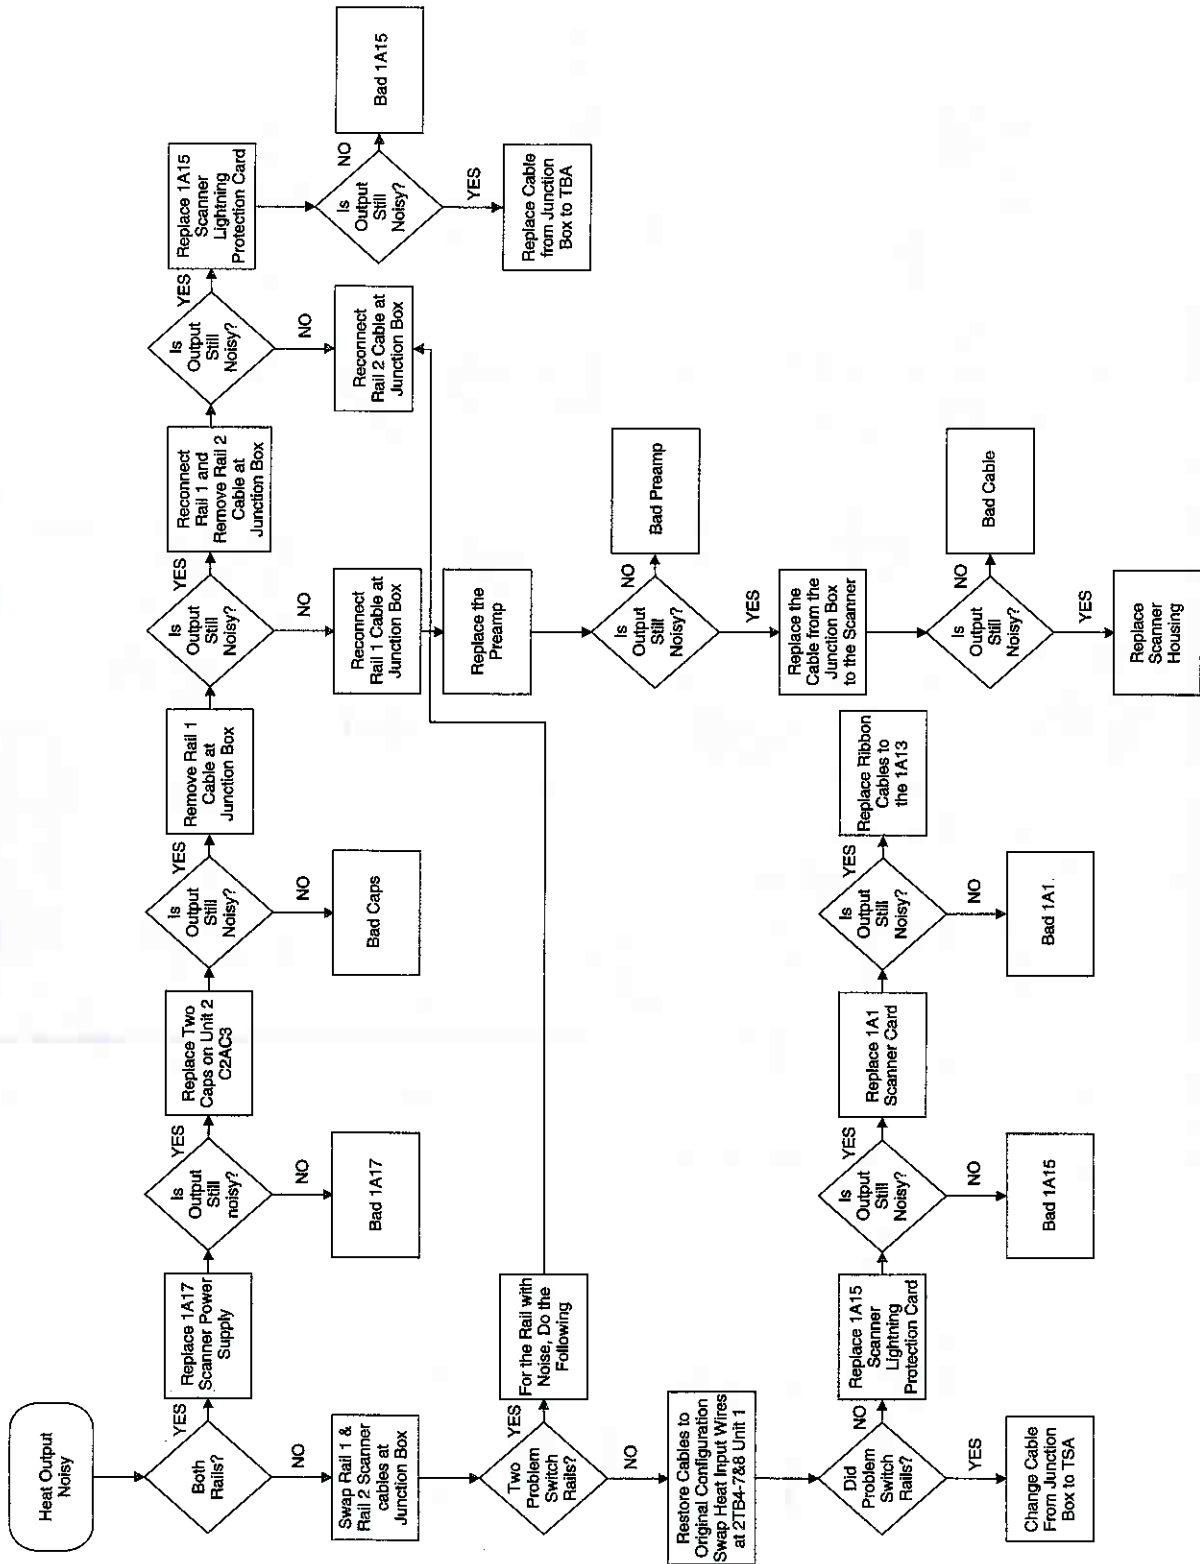 Heat Output
Noisy
Both
Rails?
YES
Replace 1A17
Scanner Power
Supply
Is
Output
Still
noisy?
YES
Replace Two
Caps on Unit 2
C2AC3
Is
Output
Still
Noisy?
YES
Remove Rail 1
Cable at
Junction Box
Is
Output
Still
Noisy?
YES
Reconnect
Rail 1 and
Remove Rail 2
Cable at
Junction Box
Is
Output
Still
Noisy?
YES
Replace 1A15
Scanner
Lightning
Protection Card
NO
Swap Rail 1 &
Rail 2 Scanner
cables at
Junction Box
NO
Bad 1A17
NO
Bad Caps
NO
Reconnect
Rail 1 Cable at
Junction Box
NO
Reconnect
Rail 2 Cable at
Junction Box
Is
Output
Still
Noisy?
NO
Bad 1A15
YES
Replace Cable
from Junction
Box to TBA
Replace the
Preamp
Two
Problem
Switch
Rails?
YES
For the Rail with
Noise, Do the
Following
Is
Output
Still
Noisy?
NO
Bad Preamp
NO
Restore Cables to
Original Configuration
Swap Heat Input Wires
at 2TB4-7&8 Unit 1
YES
Replace the
Cable from the
Junction Box
to the Scanner
Did
Problem
Switch
Rails?
NO
Replace 1A15
Scanner
Lightning
Protection Card
Is
Output
Still
Noisy?
YES
Replace 1A1
Scanner Card
Is
Output
Still
Noisy?
YES
Replace Ribbon
Cables to
the 1A13
Is
Output
Still
Noisy?
NO
Bad Cable
YES
Change Cable
From Junction
Box to TSA
NO
Bad 1A15
NO
Bad 1A1.
YES
Replace
Scanner
Housing